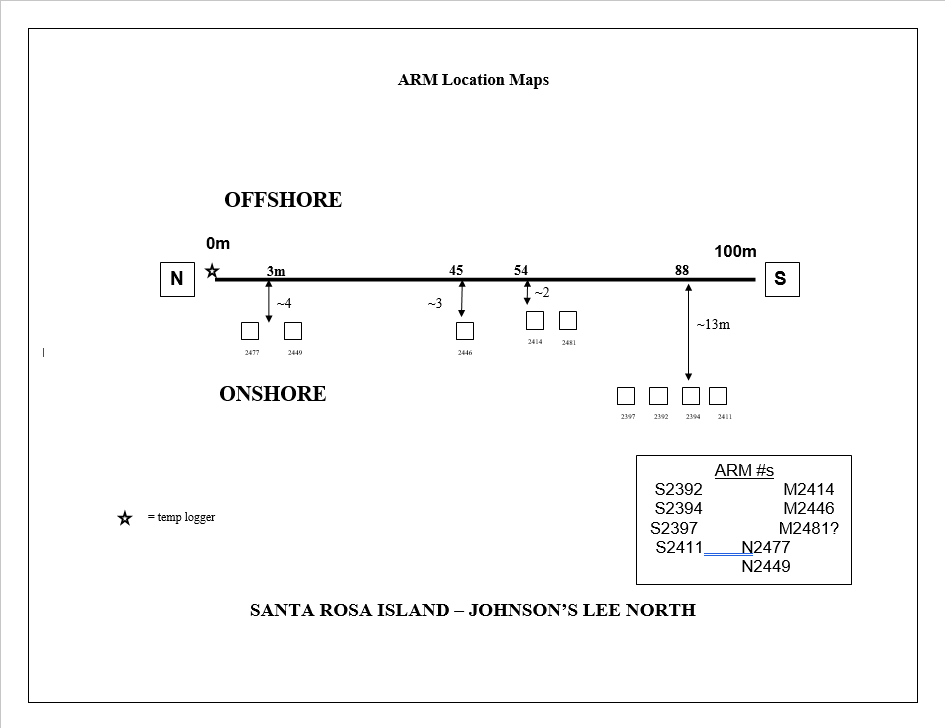 ARM Location Maps
OFFSHORE
0m
100m
N
3m
45
54
88
S
~4
~3
~2
~13m
2477
2449
2446
2414
2481
ONSHORE
2397
2392
2394
2411
ARM #s
S2392 M2414
S2394 M2446
S2397 M2481?
S2411 N2477
N2449
= temp logger
SANTA ROSA ISLAND – JOHNSON’S LEE NORTH